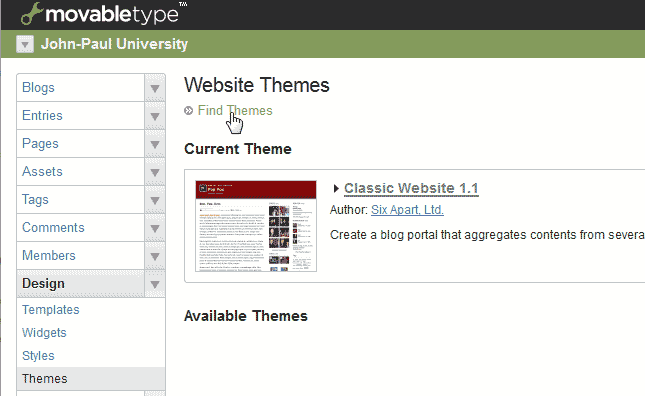 movabletype™
John-Paul University
Blogs
Entries
Pages
Assets
Tags
Comments
Members
Design
Templates
Widgets
Styles
Themes
Website Themes
Find Themes
Current Theme
Classic Website 1.1
Author: Six Apart, Ltd.
Create a blog portal that aggregates contents from severa
Available Themes